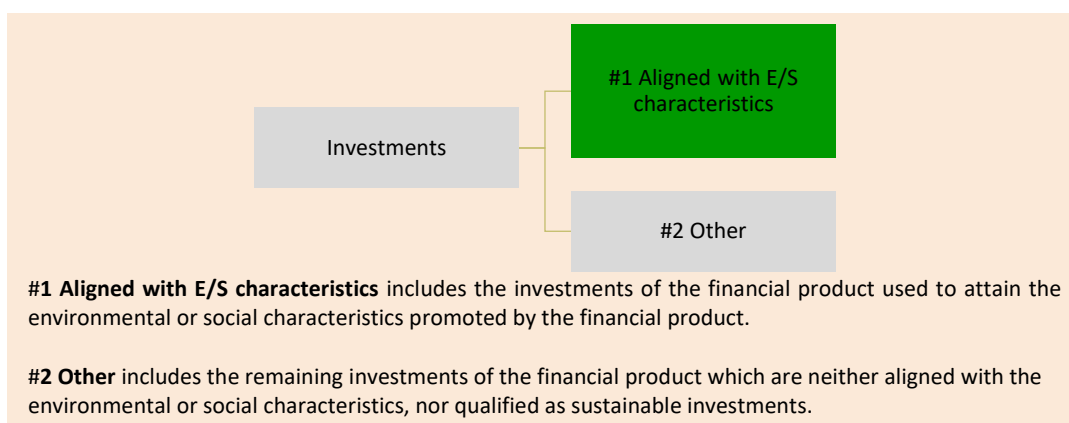 #1 Aligned with E/S
characteristics
Investments
#2 Other
#1 Aligned with E/S characteristics includes the investments of the financial product used to attain the
environmental or social characteristics promoted by the financial product.
#2 Other includes the remaining investments of the financial product which are neither aligned with the
environmental or social characteristics, nor qualified as sustainable investments.